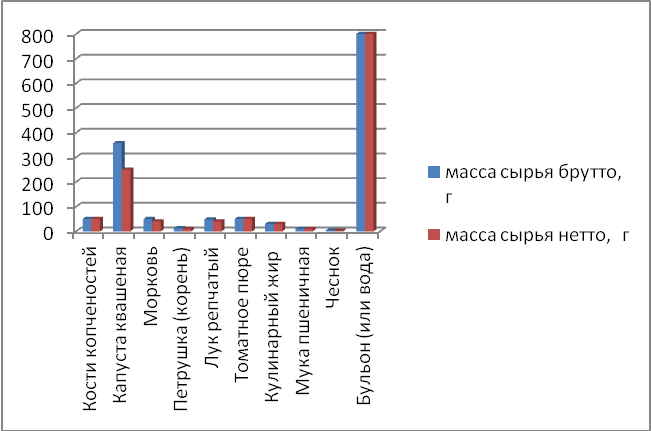 800
700
600
500
400
300
200
100
0
Кости копченостей
Капуста квашеная
Морковь
Петрушка (корень)
Лук репчатый
Томатное пюре
Кулинарный жир
Мука пшеничная
Чеснок
Бульон (или вода)
масса сырья брутто,
г
масса сырья нетто, г